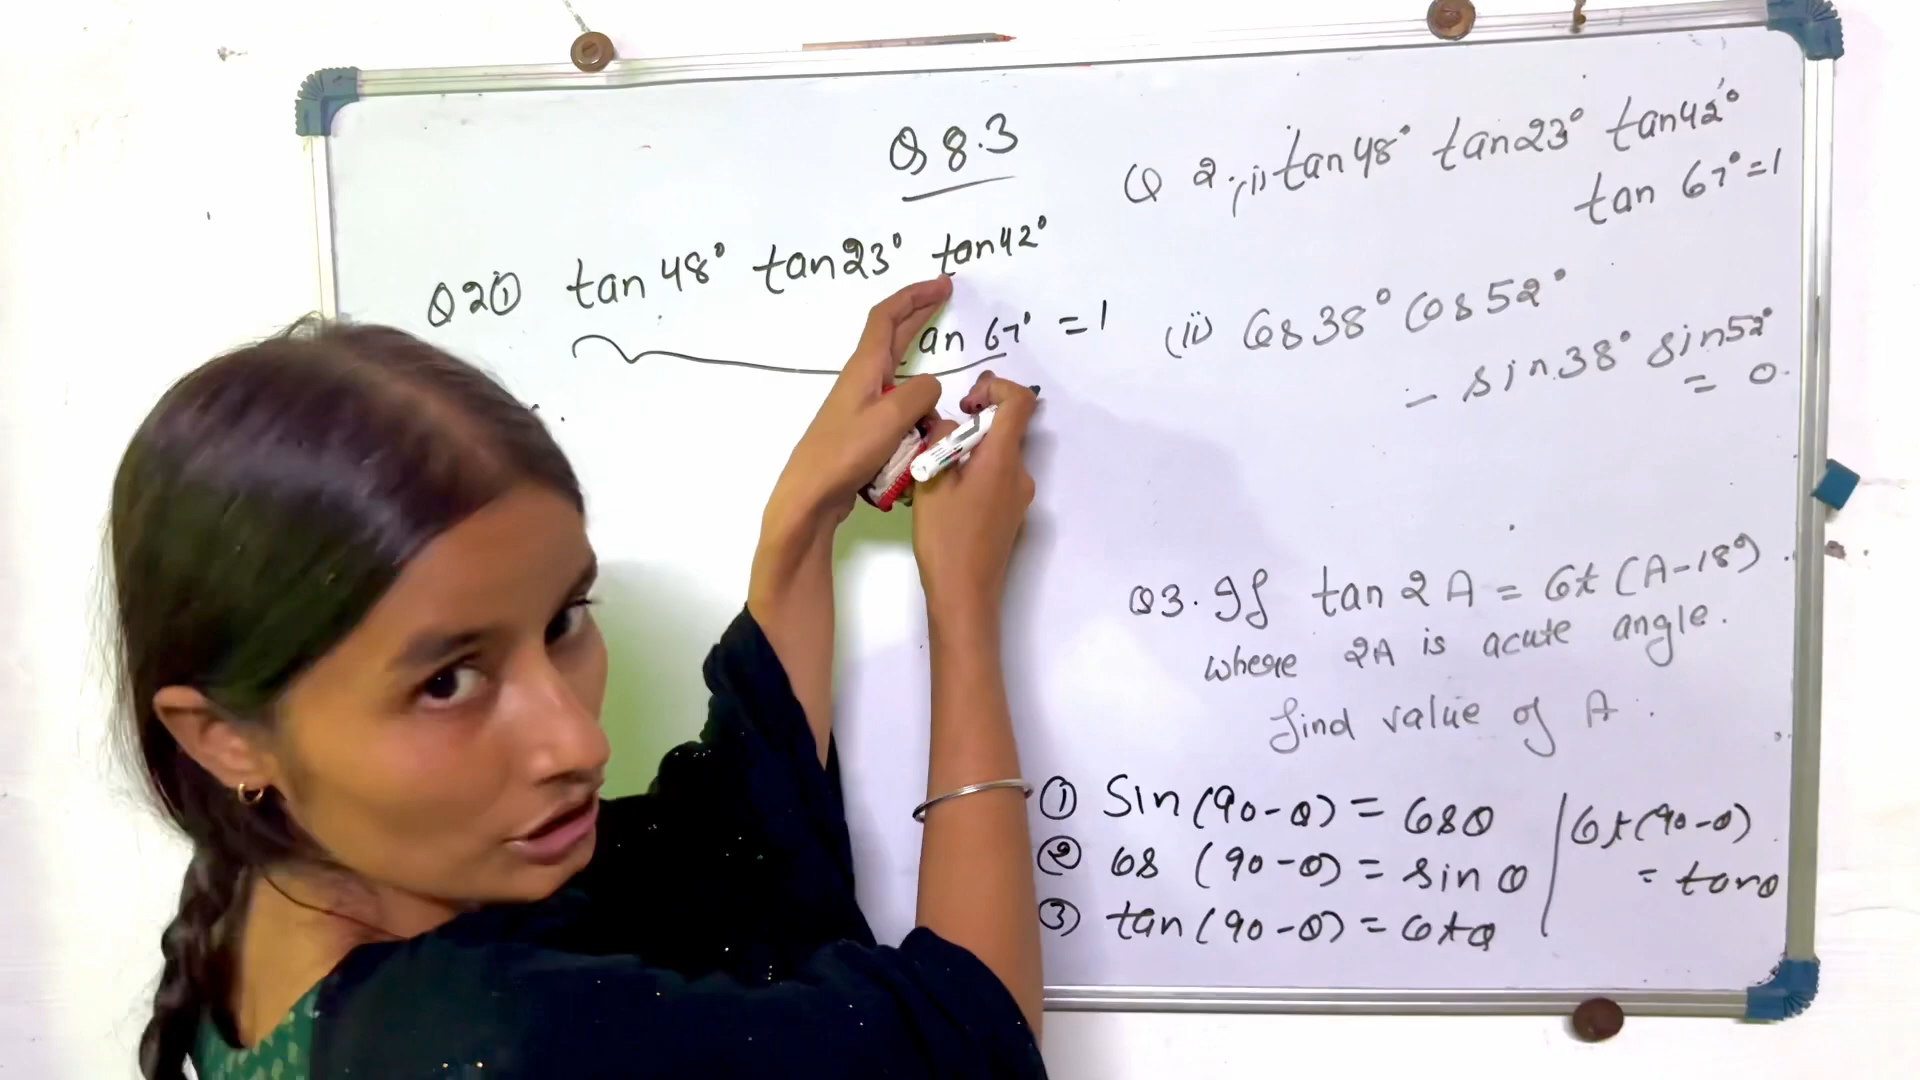 Q 8.3
Q2① tan 48° tan 23° tan 42°
an 67° = 1
Q 2.(i) tan 48° tan 23° tan 42°
tan 67° = 1
(ii) Cos 38° Cos 52°
- sin 38° sin 52°
= 0.
Q3. If tan 2A = Cot (A-18°)
where 2A is acute angle.
find value of A.
① Sin (90-θ) = Cosθ
② Cos (90-θ) = sin θ
③ tan (90-θ) = Cotθ
Cot (90-θ)
= tanθ